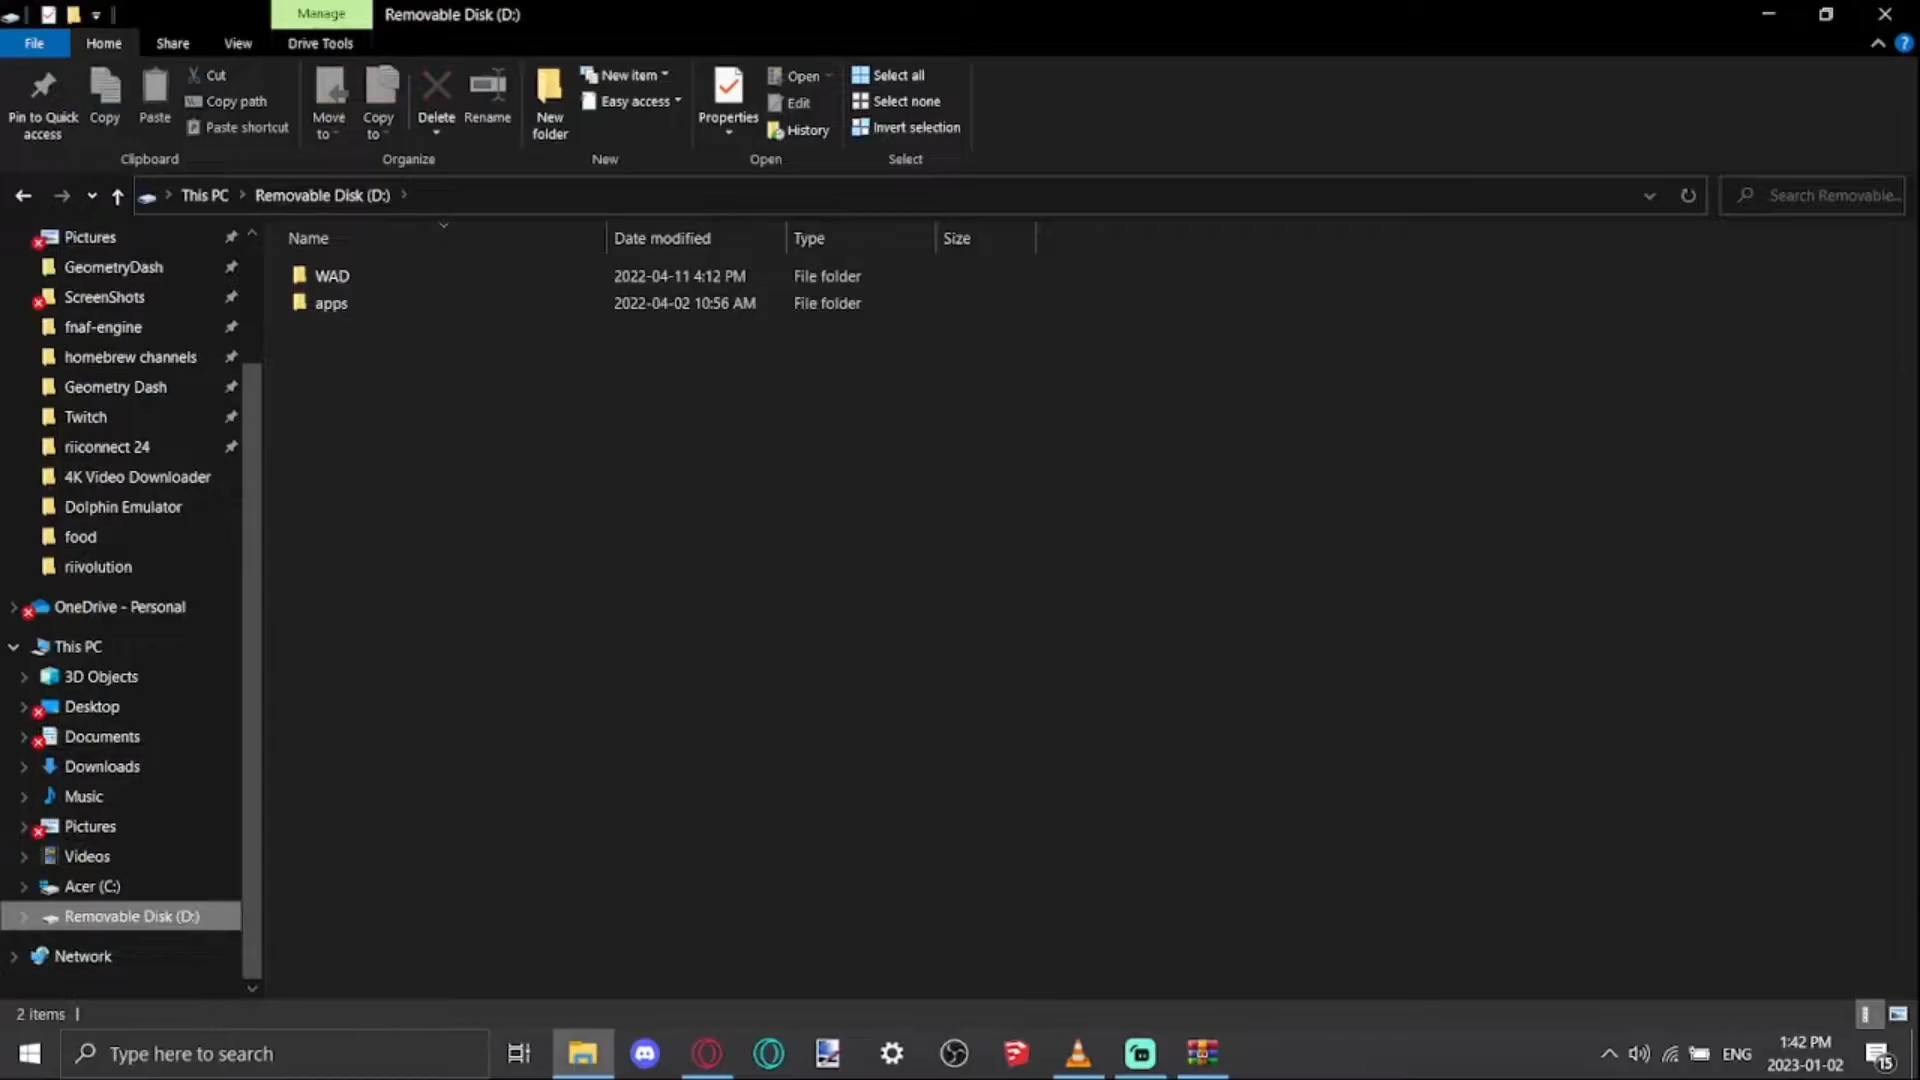 Manage
Removable Disk (D:)
File
Home
Share
View
Drive Tools
Pin to Quick access
Copy
Paste
Cut
Copy path
Paste shortcut
Move to
Copy to
Delete
Rename
New folder
New item
Easy access
Properties
Open
Edit
History
Select all
Select none
Invert selection
Clipboard
Organize
New
Open
Select
This PC
Removable Disk (D:)
Search Removable...
Name
Date modified
Type
Size
WAD
2022-04-11 4:12 PM
File folder
apps
2022-04-02 10:56 AM
File folder
Pictures
GeometryDash
ScreenShots
fnaf-engine
homebrew channels
Geometry Dash
Twitch
riiconnect 24
4K Video Downloader
Dolphin Emulator
food
riivolution
OneDrive - Personal
This PC
3D Objects
Desktop
Documents
Downloads
Music
Pictures
Videos
Acer (C:)
Removable Disk (D:)
Network
2 items
Type here to search
ENG
1:42 PM
2023-01-02
15